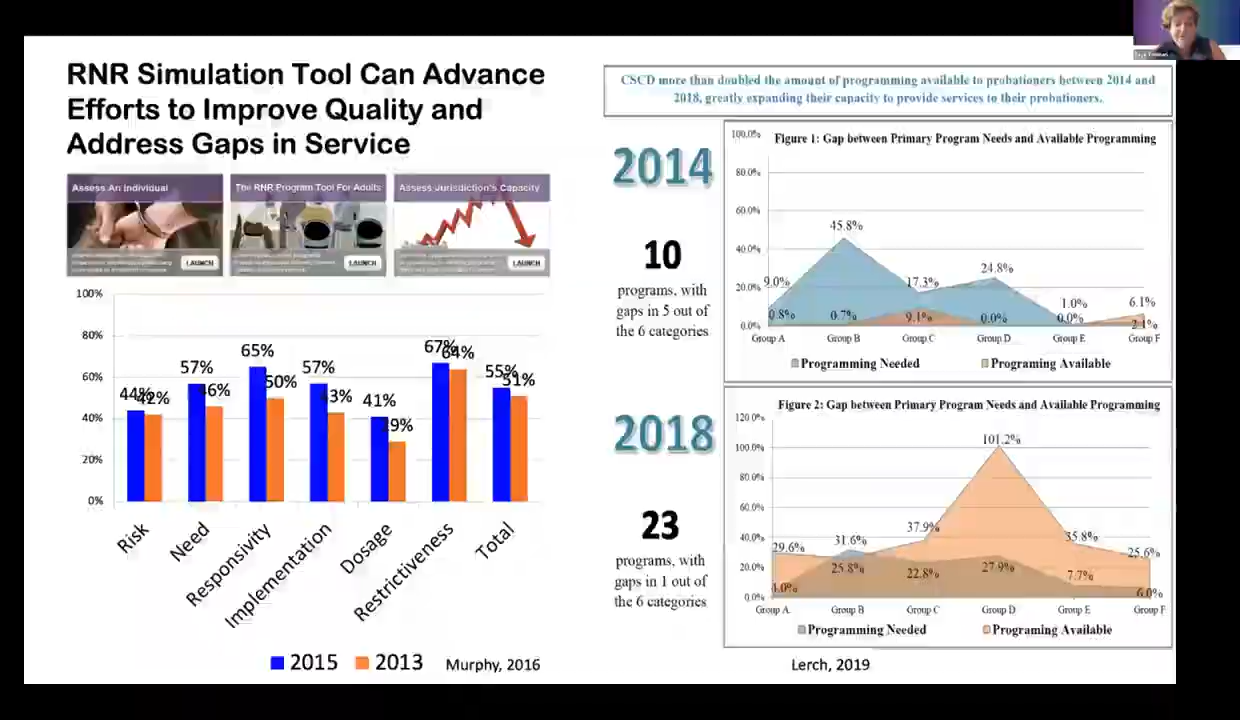 RNR Simulation Tool Can Advance
Efforts to Improve Quality and
Address Gaps in Service
Assess An Individual
The RNR Program Tool For Adults
Assess Jurisdiction's Capacity
LAUNCH
LAUNCH
LAUNCH
100%
80%
60%
40%
20%
0%
44%
42%
57%
46%
65%
50%
57%
43%
41%
29%
67%
64%
55%
51%
Risk
Need
Responsivity
Implementation
Dosage
Restrictiveness
Total
2015
2013
Murphy, 2016
CSCD more than doubled the amount of programming available to probationers between 2014 and
2018, greatly expanding their capacity to provide services to their probationers.
2014
10
programs, with
gaps in 5 out of
the 6 categories
Figure 1: Gap between Primary Program Needs and Available Programming
100.0%
80.0%
60.0%
40.0%
20.0%
0.0%
9.0%
45.8%
17.3%
24.8%
1.0%
6.1%
0.8%
0.7%
9.1%
0.0%
0.0%
2.1%
Group A
Group B
Group C
Group D
Group E
Group F
Programming Needed
Programing Available
2018
23
programs, with
gaps in 1 out of
the 6 categories
Figure 2: Gap between Primary Program Needs and Available Programming
120.0%
100.0%
80.0%
60.0%
40.0%
20.0%
0.0%
29.6%
31.6%
37.9%
101.2%
35.8%
25.6%
4.0%
25.8%
22.8%
27.9%
7.7%
6.0%
Group A
Group B
Group C
Group D
Group E
Group F
Programming Needed
Programing Available
Lerch, 2019